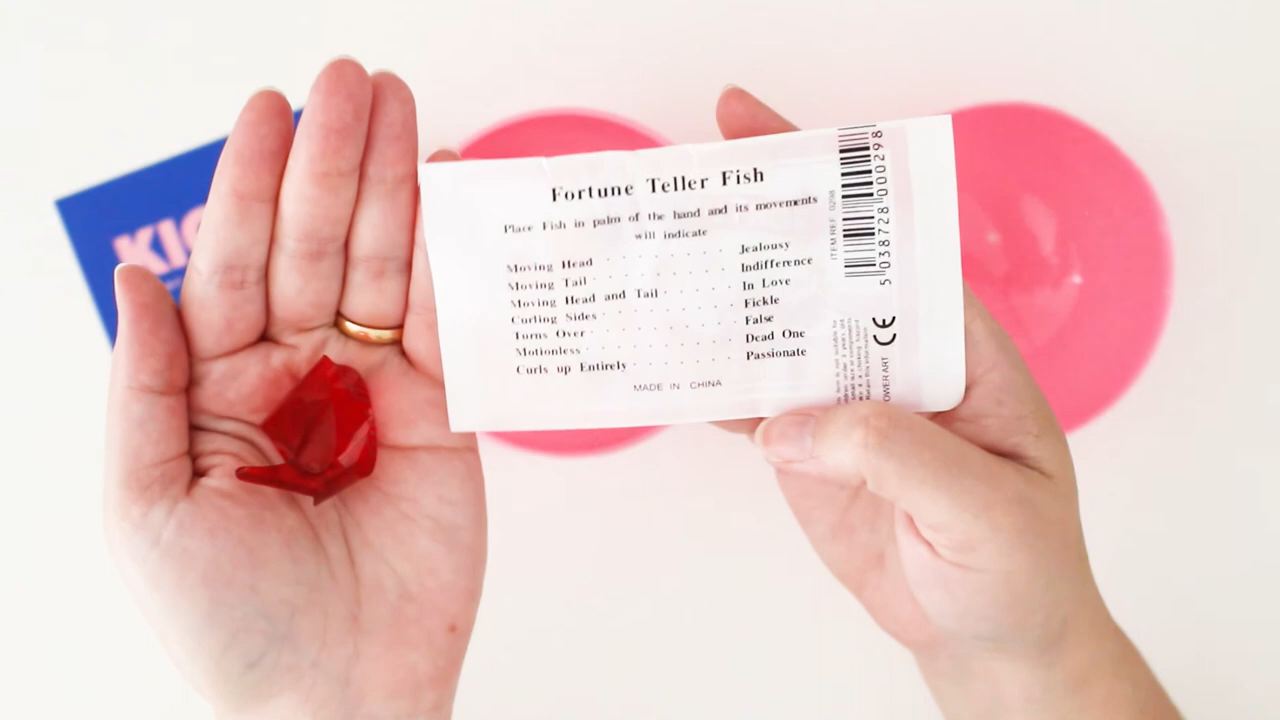 KIC
Fortune Teller Fish
Place Fish in palm of the hand and its movements
will indicate
Moving Head . . . . . . . Jealousy
Moving Tail . . . . . . . Indifference
Moving Head and Tail . . . . . In Love
Curling Sides . . . . . . . Fickle
Turns Over . . . . . . . False
Motionless . . . . . . . Dead One
Curls up Entirely . . . . . . Passionate
MADE IN CHINA
ITEM REF 0298
5 038728 000298
CE
OWER ART